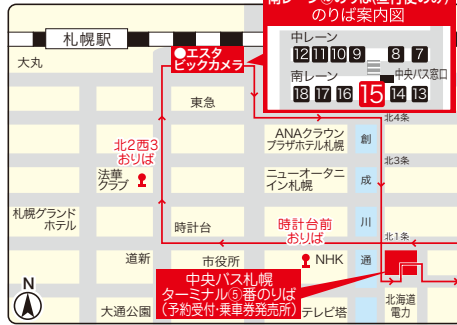 南レーン⑮のりば(空港便のみ)
のりば案内図
中レーン
12 11 10 9 8 7
南レーン
中央バス窓口
18 17 16 15 14 13
札幌駅
●エスタ
ビックカメラ
大丸
東急
北4条
ANAクラウン
プラザホテル札幌
創
北2西3
おりば
北3条
法華
クラブ
ニューオータニ
イン札幌
成
札幌グランド
ホテル
時計台
時計台前
おりば
川
北1条
道新
市役所
NHK
通
N
中央バス札幌
ターミナル⑤番のりば
(予約受付・乗車券発売所)
大通公園
テレビ塔
北海道
電力